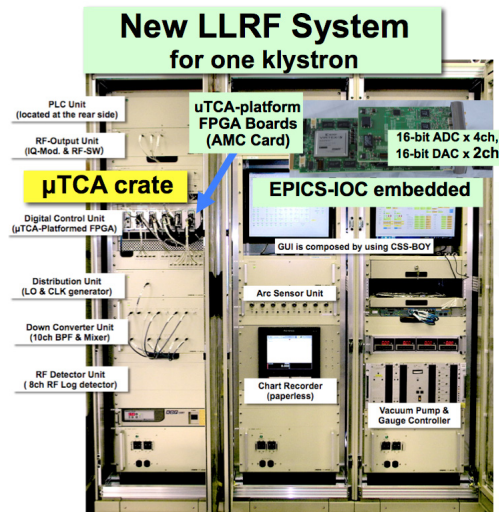 New LLRF System
for one klystron
PLC Unit
(located at the rear side)
RF-Output Unit
(IQ-Mod. & RF-SW)
uTCA-platform
FPGA Boards
(AMC Card)
16-bit ADC x 4ch,
16-bit DAC x 2ch
µTCA crate
EPICS-IOC embedded
Digital Control Unit
(µTCA-Platformed FPGA)
GUI is composed by using CSS-BOY
Distribution Unit
(LO & CLK generator)
Arc Sensor Unit
Down Converter Unit
(10ch BPF & Mixer)
RF Detector Unit
( 8ch RF Log detector)
Chart Recorder
(paperless)
Vacuum Pump &
Gauge Controller